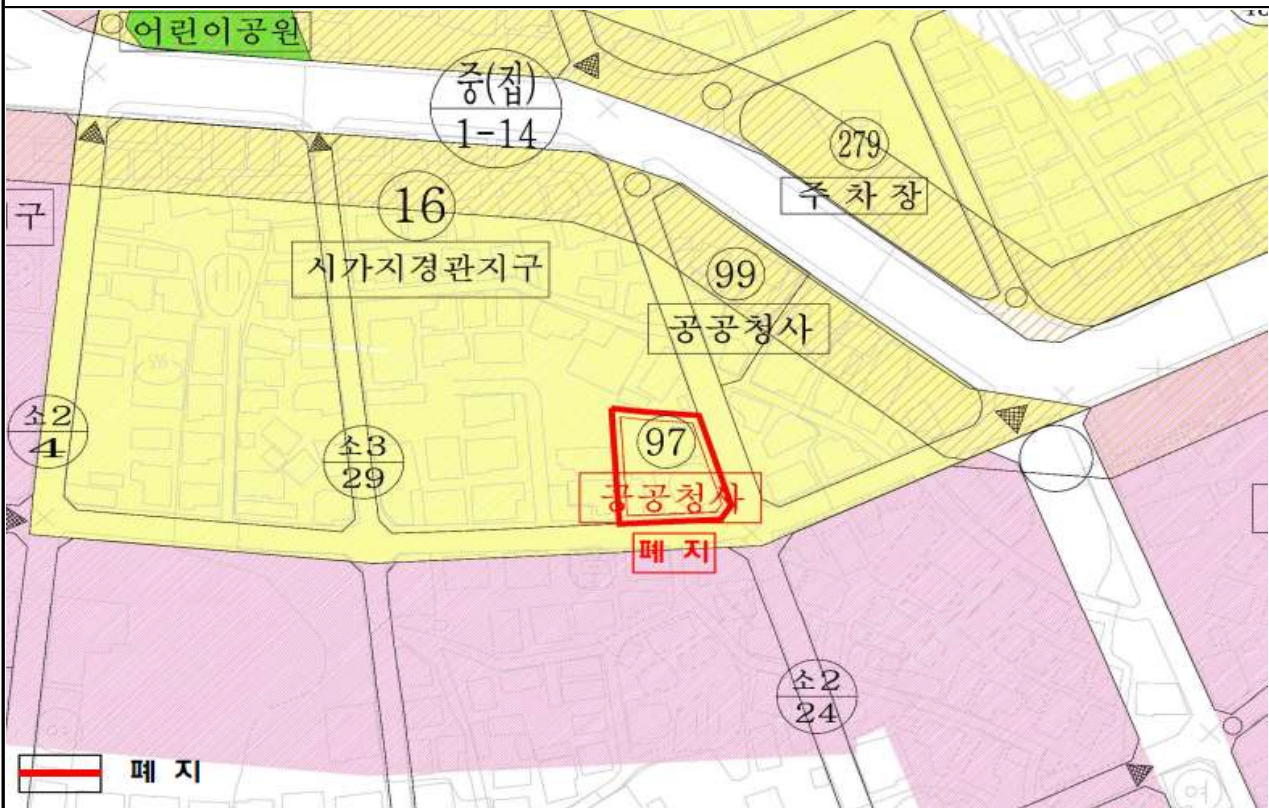 어린이공원
중(집)
1-14
279
주 차 장
16
시가지경관지구
구
99
공공청사
97
공공청사
폐 지
소2
4
소3
29
소2
24
폐 지